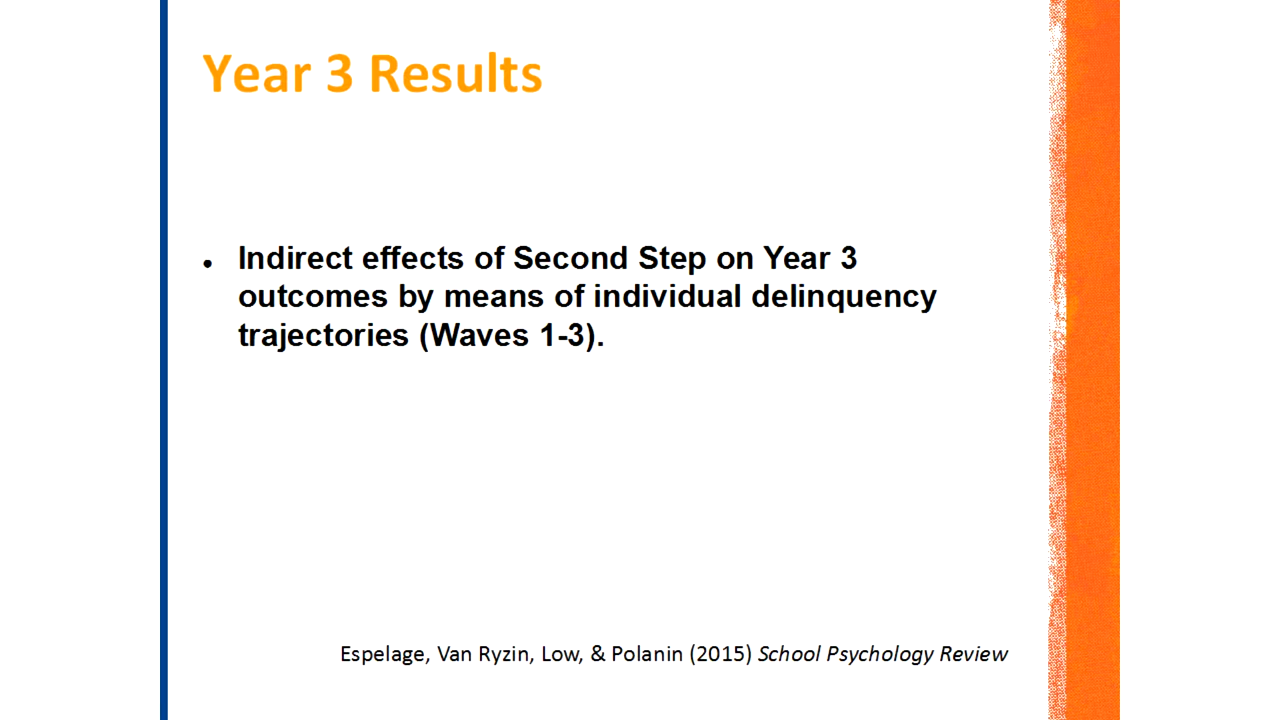 Year 3 Results
• Indirect effects of Second Step on Year 3
outcomes by means of individual delinquency
trajectories (Waves 1-3).
Espelage, Van Ryzin, Low, & Polanin (2015) School Psychology Review